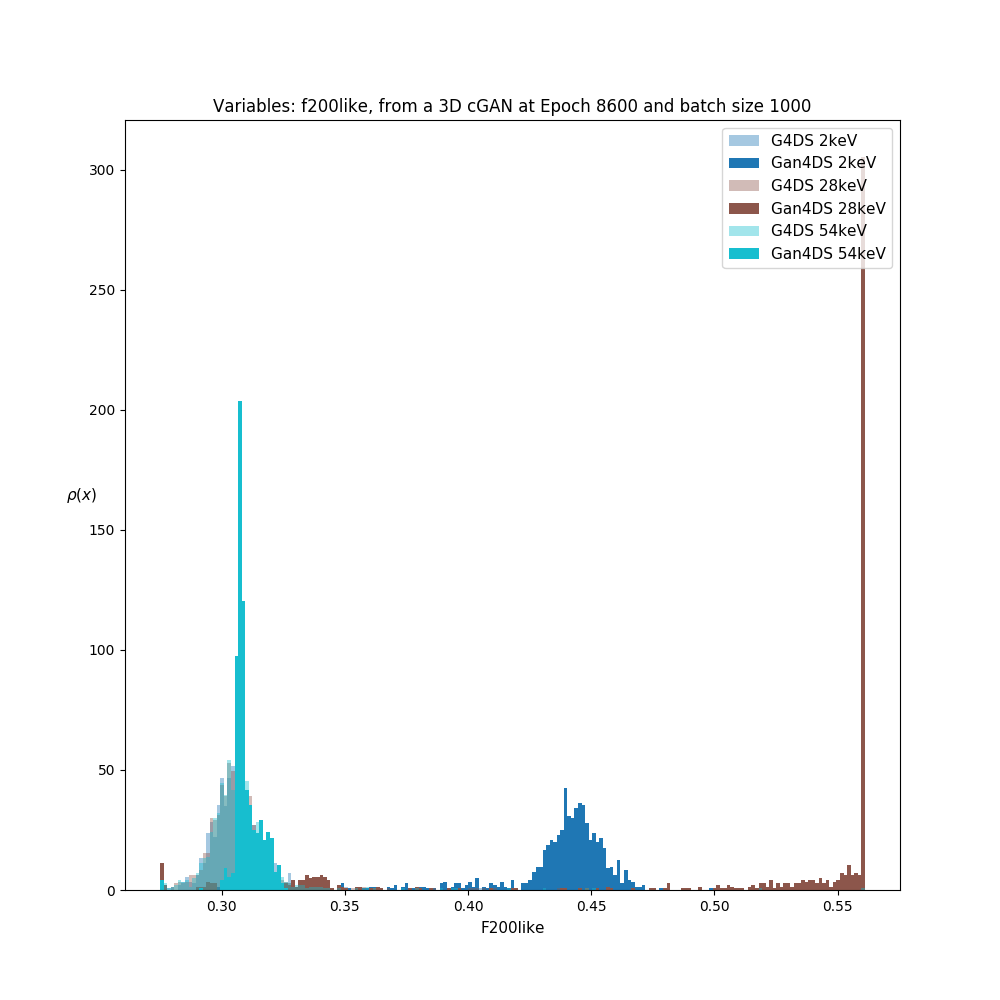 Variables: f200like, from a 3D cGAN at Epoch 8600 and batch size 1000
G4DS 2keV
Gan4DS 2keV
G4DS 28keV
Gan4DS 28keV
G4DS 54keV
Gan4DS 54keV
300
250
200
150
100
50
0
ρ(x)
0.30 0.35 0.40 0.45 0.50 0.55
F200like